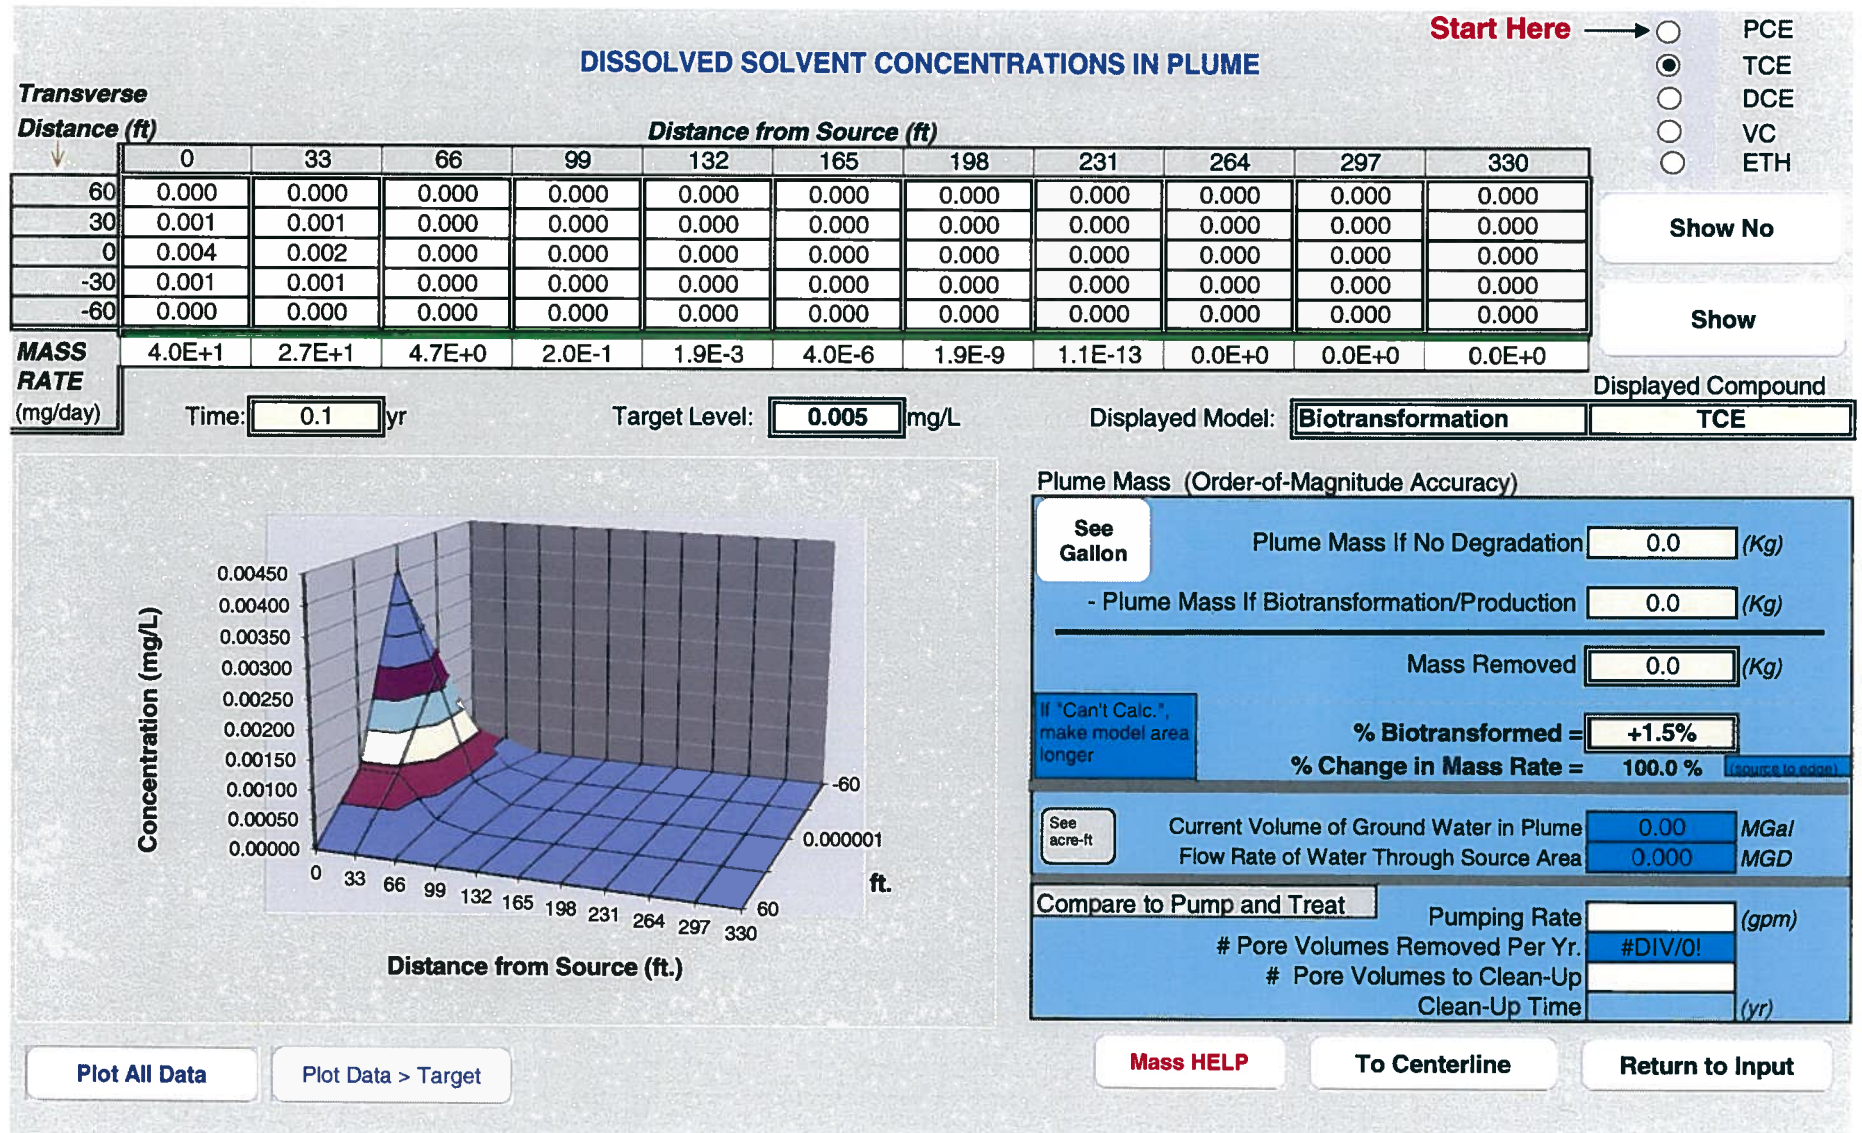 Start Here
PCE
TCE
DCE
VC
ETH
DISSOLVED SOLVENT CONCENTRATIONS IN PLUME
Transverse
Distance (ft)
Distance from Source (ft)
0 33 66 99 132 165 198 231 264 297 330
60 0.000 0.000 0.000 0.000 0.000 0.000 0.000 0.000 0.000 0.000 0.000
30 0.001 0.001 0.000 0.000 0.000 0.000 0.000 0.000 0.000 0.000 0.000
0 0.004 0.002 0.000 0.000 0.000 0.000 0.000 0.000 0.000 0.000 0.000
-30 0.001 0.001 0.000 0.000 0.000 0.000 0.000 0.000 0.000 0.000 0.000
-60 0.000 0.000 0.000 0.000 0.000 0.000 0.000 0.000 0.000 0.000 0.000
MASS
RATE
(mg/day)
4.0E+1 2.7E+1 4.7E+0 2.0E-1 1.9E-3 4.0E-6 1.9E-9 1.1E-13 0.0E+0 0.0E+0 0.0E+0
Show No
Show
Time: 0.1 yr
Target Level: 0.005 mg/L
Displayed Model: Biotransformation
Displayed Compound
TCE
Concentration (mg/L)
0.00450
0.00400
0.00350
0.00300
0.00250
0.00200
0.00150
0.00100
0.00050
0.00000
0 33 66 99 132 165 198 231 264 297 330
-60
0.000001
60
ft.
Distance from Source (ft.)
Plume Mass (Order-of-Magnitude Accuracy)
See
Gallon
Plume Mass If No Degradation 0.0 (Kg)
- Plume Mass If Biotransformation/Production 0.0 (Kg)
Mass Removed 0.0 (Kg)
If "Can't Calc.",
make model area
longer
% Biotransformed = +1.5%
% Change in Mass Rate = 100.0 % (source to edge)
See
acre-ft
Current Volume of Ground Water in Plume 0.00 MGal
Flow Rate of Water Through Source Area 0.000 MGD
Compare to Pump and Treat
Pumping Rate (gpm)
# Pore Volumes Removed Per Yr. #DIV/0!
# Pore Volumes to Clean-Up
Clean-Up Time (yr)
Plot All Data
Plot Data > Target
Mass HELP
To Centerline
Return to Input